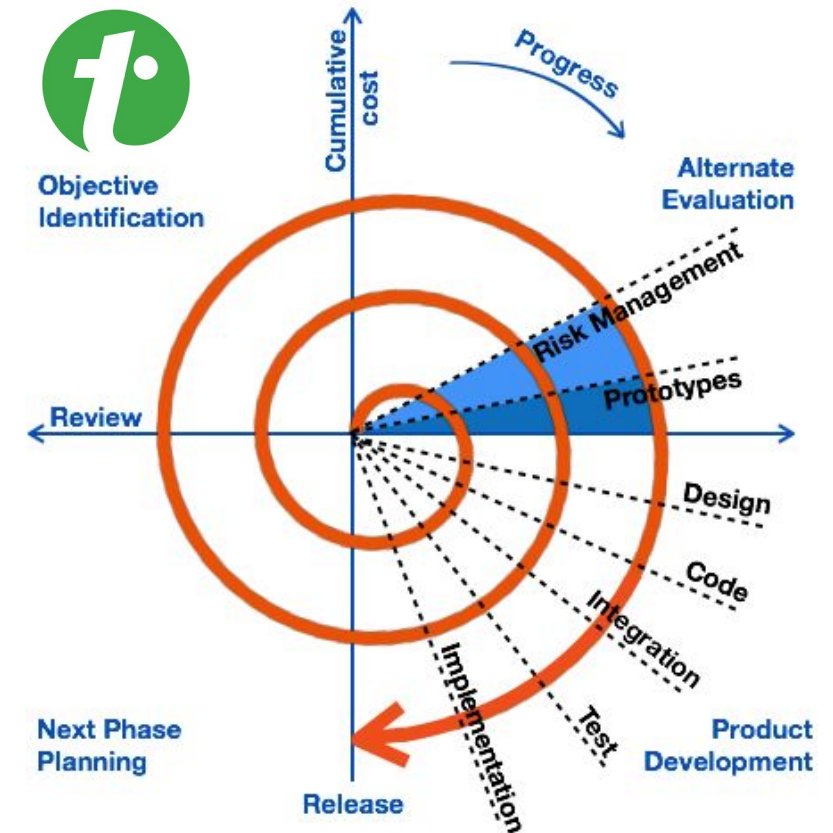 t
Cumulative
cost
Progress
Objective
Identification
Alternate
Evaluation
Risk Management
Prototypes
Review
Design
Code
Integration
Test
Implementation
Next Phase
Planning
Product
Development
Release